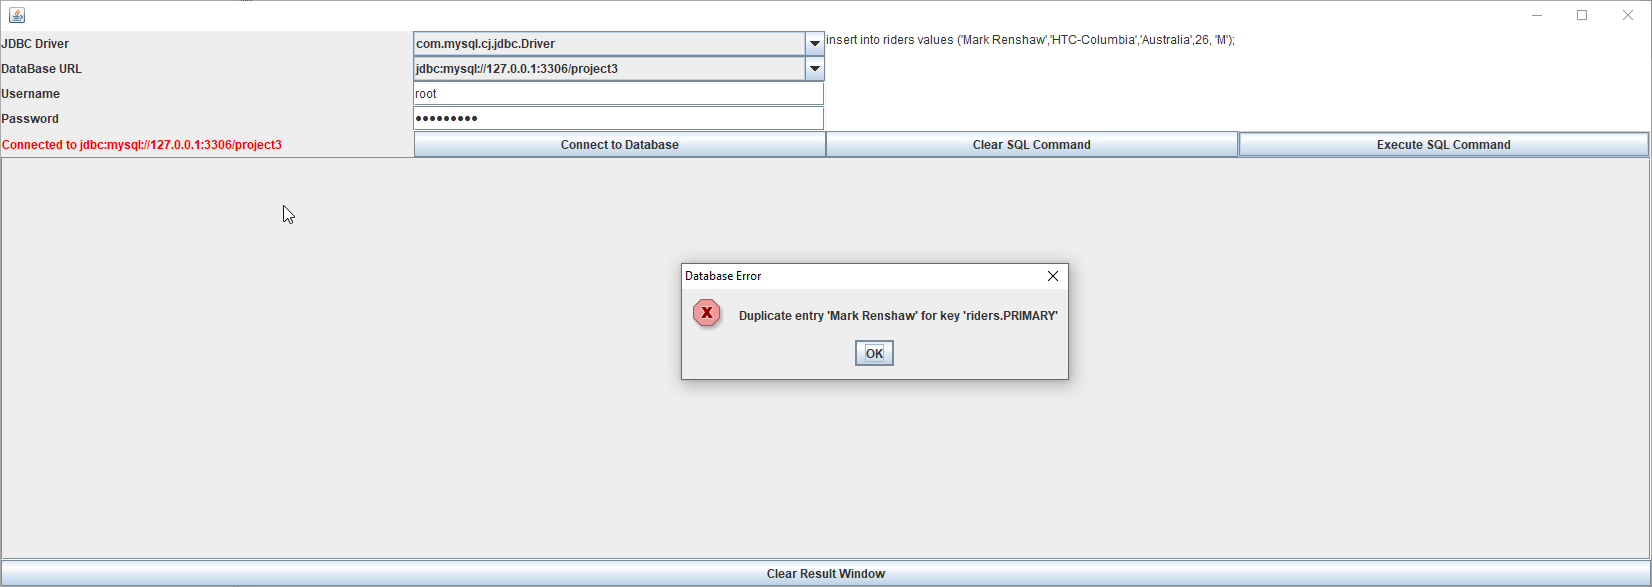 JDBC Driver
com.mysql.cj.jdbc.Driver
insert into riders values ('Mark Renshaw','HTC-Columbia','Australia',26, 'M');
DataBase URL
jdbc:mysql://127.0.0.1:3306/project3
Username
root
Password
•••••••••
Connected to jdbc:mysql://127.0.0.1:3306/project3
Connect to Database
Clear SQL Command
Execute SQL Command
Database Error
X
Duplicate entry 'Mark Renshaw' for key 'riders.PRIMARY'
OK
Clear Result Window